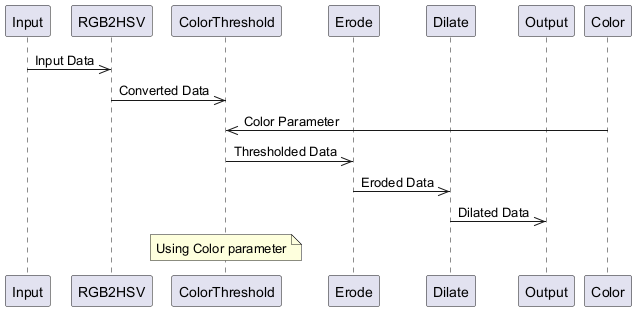 Input RGB2HSV ColorThreshold Erode Dilate Output Color
Input Data
Converted Data
Color Parameter
Thresholded Data
Eroded Data
Dilated Data
Using Color parameter
Input RGB2HSV ColorThreshold Erode Dilate Output Color